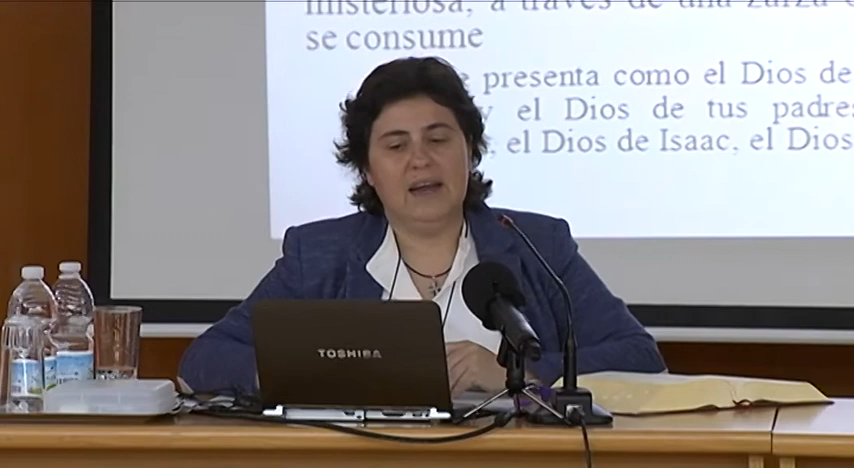 misteriosa, a través de una zarza
se consume
presenta como el Dios de
y el Dios de tus padres
, el Dios de Isaac, el Dios
TOSHIBA